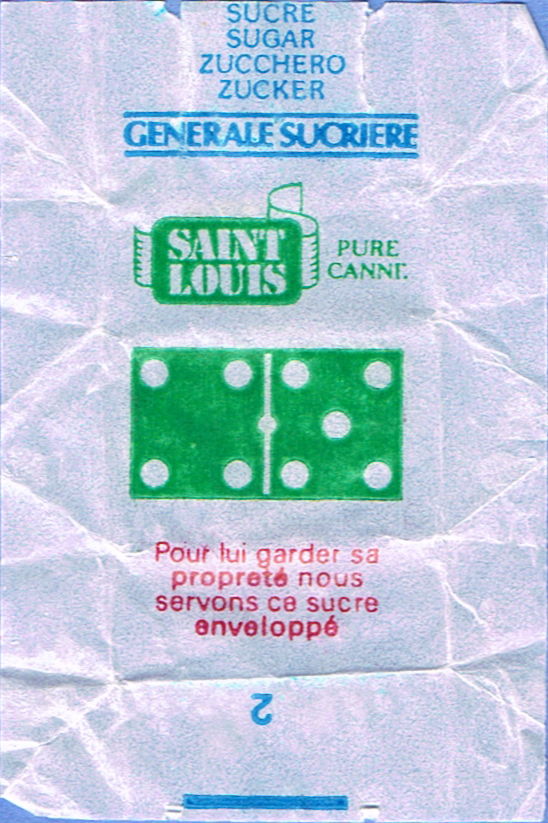 SUCRE
SUGAR
ZUCCHERO
ZUCKER
GENERALE SUCRIERE
SAINT
LOUIS
PURE
CANNE
Pour lui garder sa
propreté nous
servons ce sucre
enveloppé
2